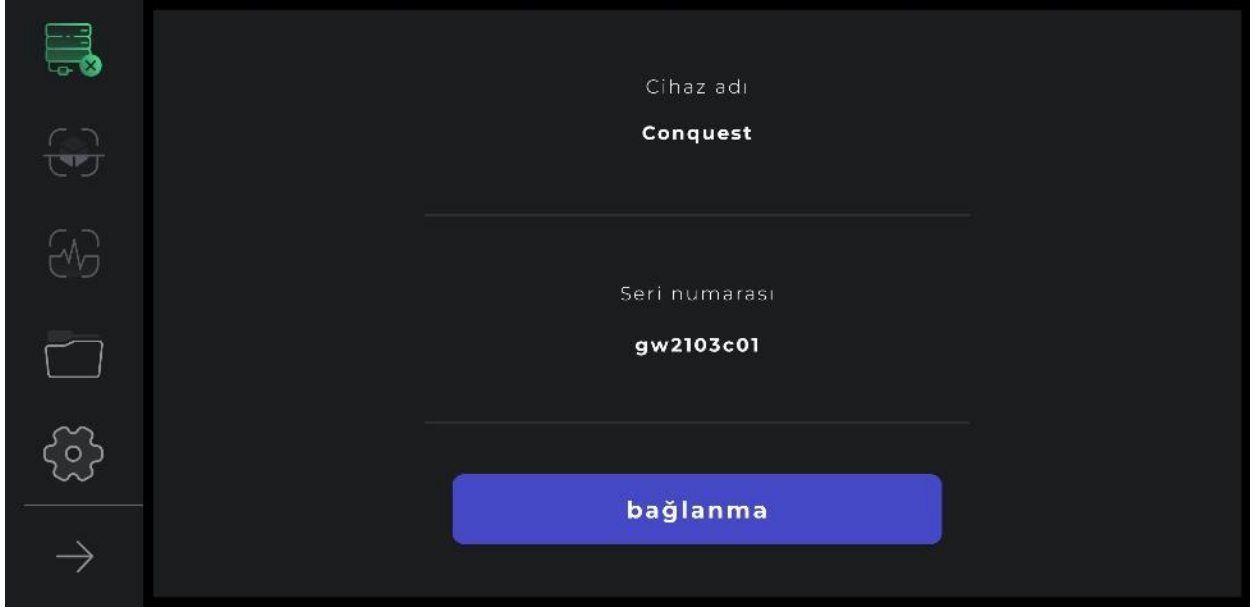 Cihaz adı
Conquest
Seri numarası
gw2103c01
bağlanma